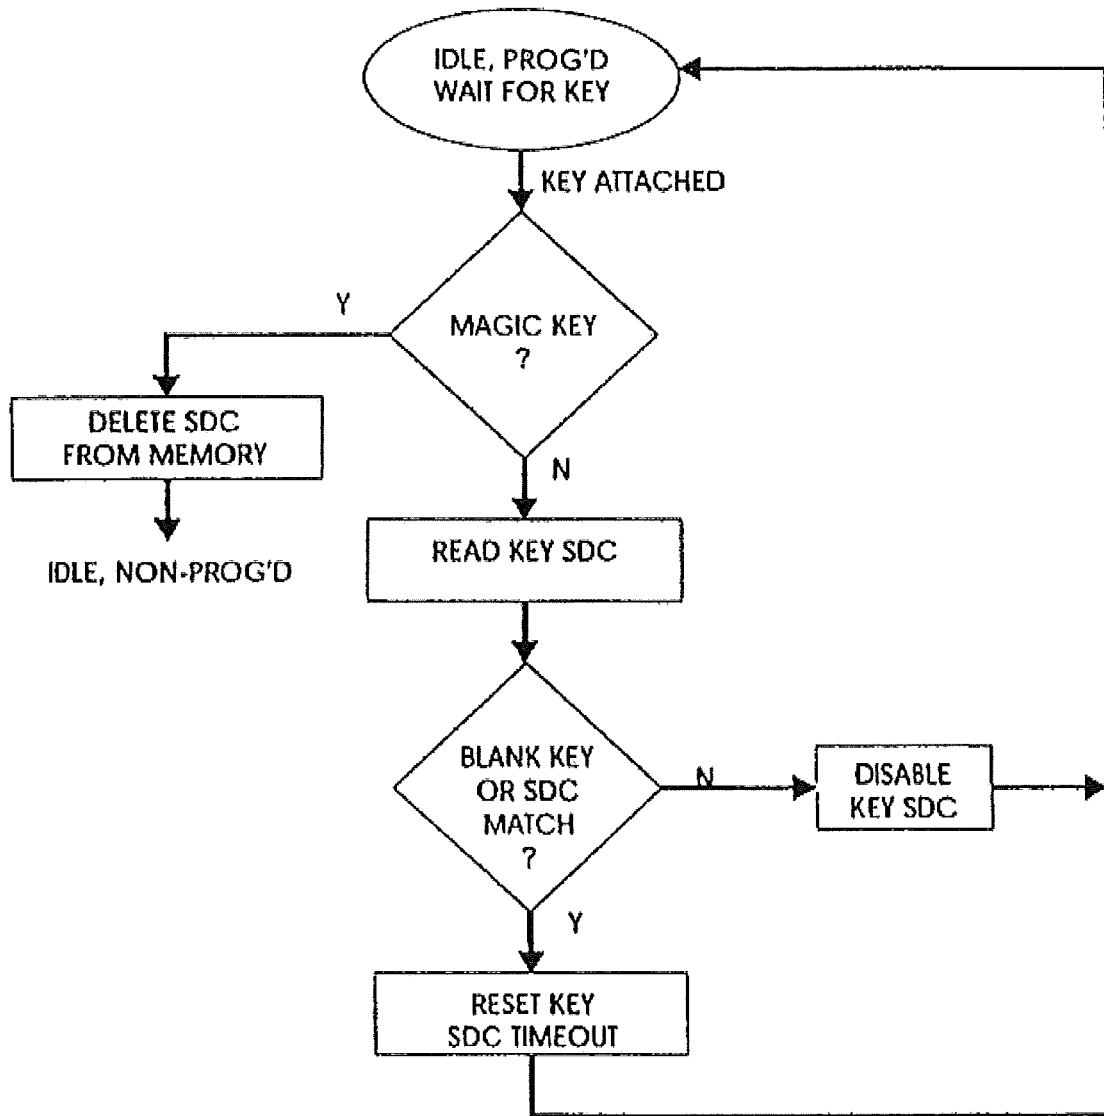 IDLE, PROG'D
WAIT FOR KEY
KEY ATTACHED
Y
MAGIC KEY
?
DELETE SDC
FROM MEMORY
N
IDLE, NON-PROG'D
READ KEY SDC
BLANK KEY
OR SDC
MATCH
?
N
DISABLE
KEY SDC
Y
RESET KEY
SDC TIMEOUT